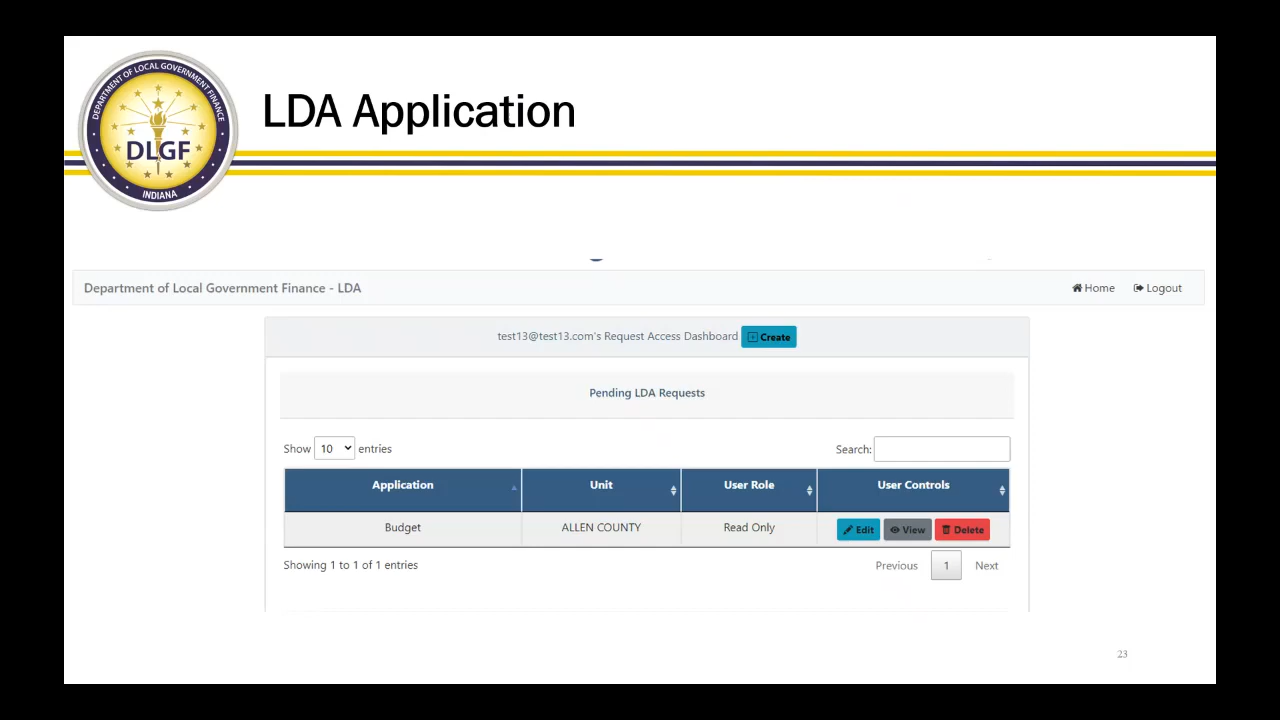 DEPARTMENT OF LOCAL GOVERNMENT FINANCE
DLGF
INDIANA
LDA Application
Department of Local Government Finance - LDA
Home
Logout
test13@test13.com's Request Access Dashboard
Create
Pending LDA Requests
Show 10 entries
Search:
Application Unit User Role User Controls
Budget ALLEN COUNTY Read Only Edit View Delete
Showing 1 to 1 of 1 entries
Previous 1 Next
23